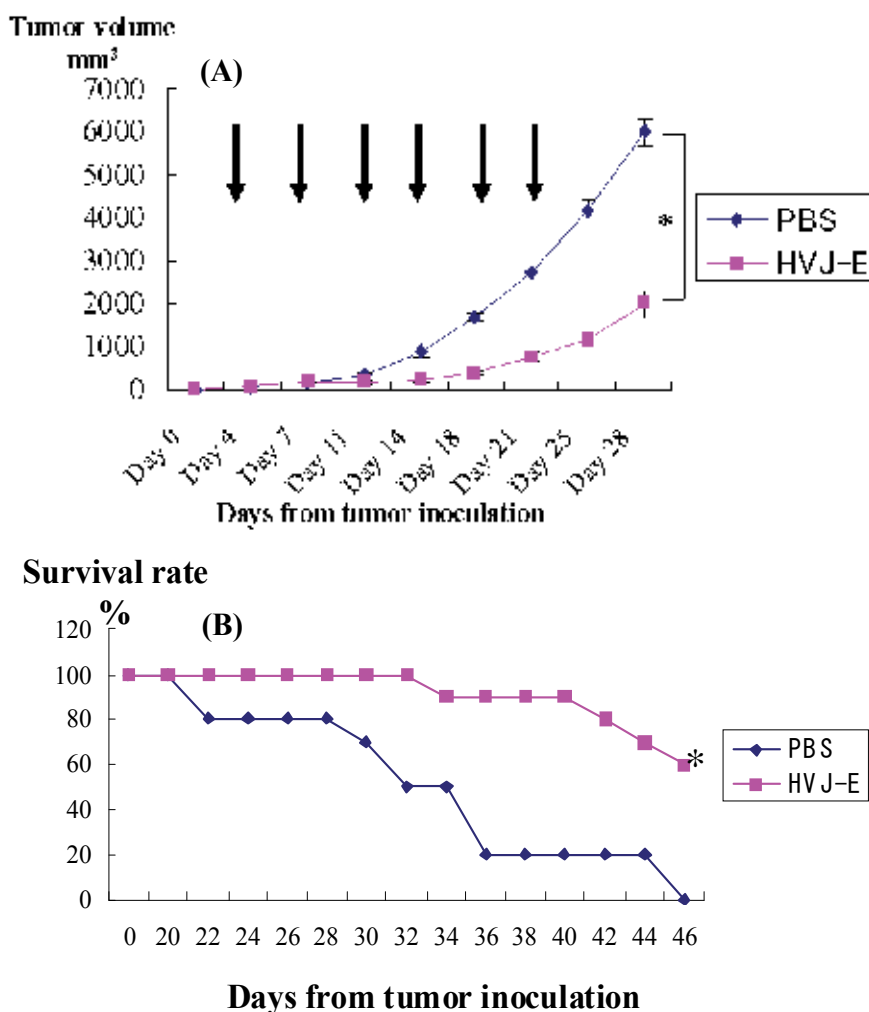 Tumor volume
mm³
(A)
7000
6000
5000
4000
3000
2000
1000
0
*
PBS
HVJ-E
Day 0 Day 4 Day 7 Day 11 Day 14 Day 18 Day 21 Day 25 Day 28
Days from tumor inoculation
Survival rate
%
(B)
120
100
80
60
40
20
0
*
PBS
HVJ-E
0 20 22 24 26 28 30 32 34 36 38 40 42 44 46
Days from tumor inoculation